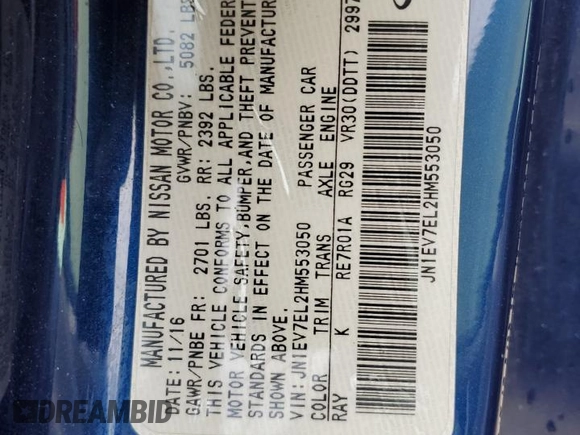 MANUFACTURED BY NISSAN MOTOR CO.,LTD.
DATE: 11/16 GVWR/PNBV: 5082 LBS
GAWR/PNBE FR: 2701 LBS. RR: 2392 LBS.
THIS VEHICLE CONFORMS TO ALL APPLICABLE FEDER
MOTOR VEHICLE SAFETY,BUMPER,AND THEFT PREVENT
STANDARDS IN EFFECT ON THE DATE OF MANUFACTUR
SHOWN ABOVE.
VIN: JN1EV7EL2HM553050 PASSENGER CAR
COLOR TRIM TRANS AXLE ENGINE
RAY K RE7R01A RG29 VR30(DDTT) 2997
JN1EV7EL2HM553050
DREAMBID